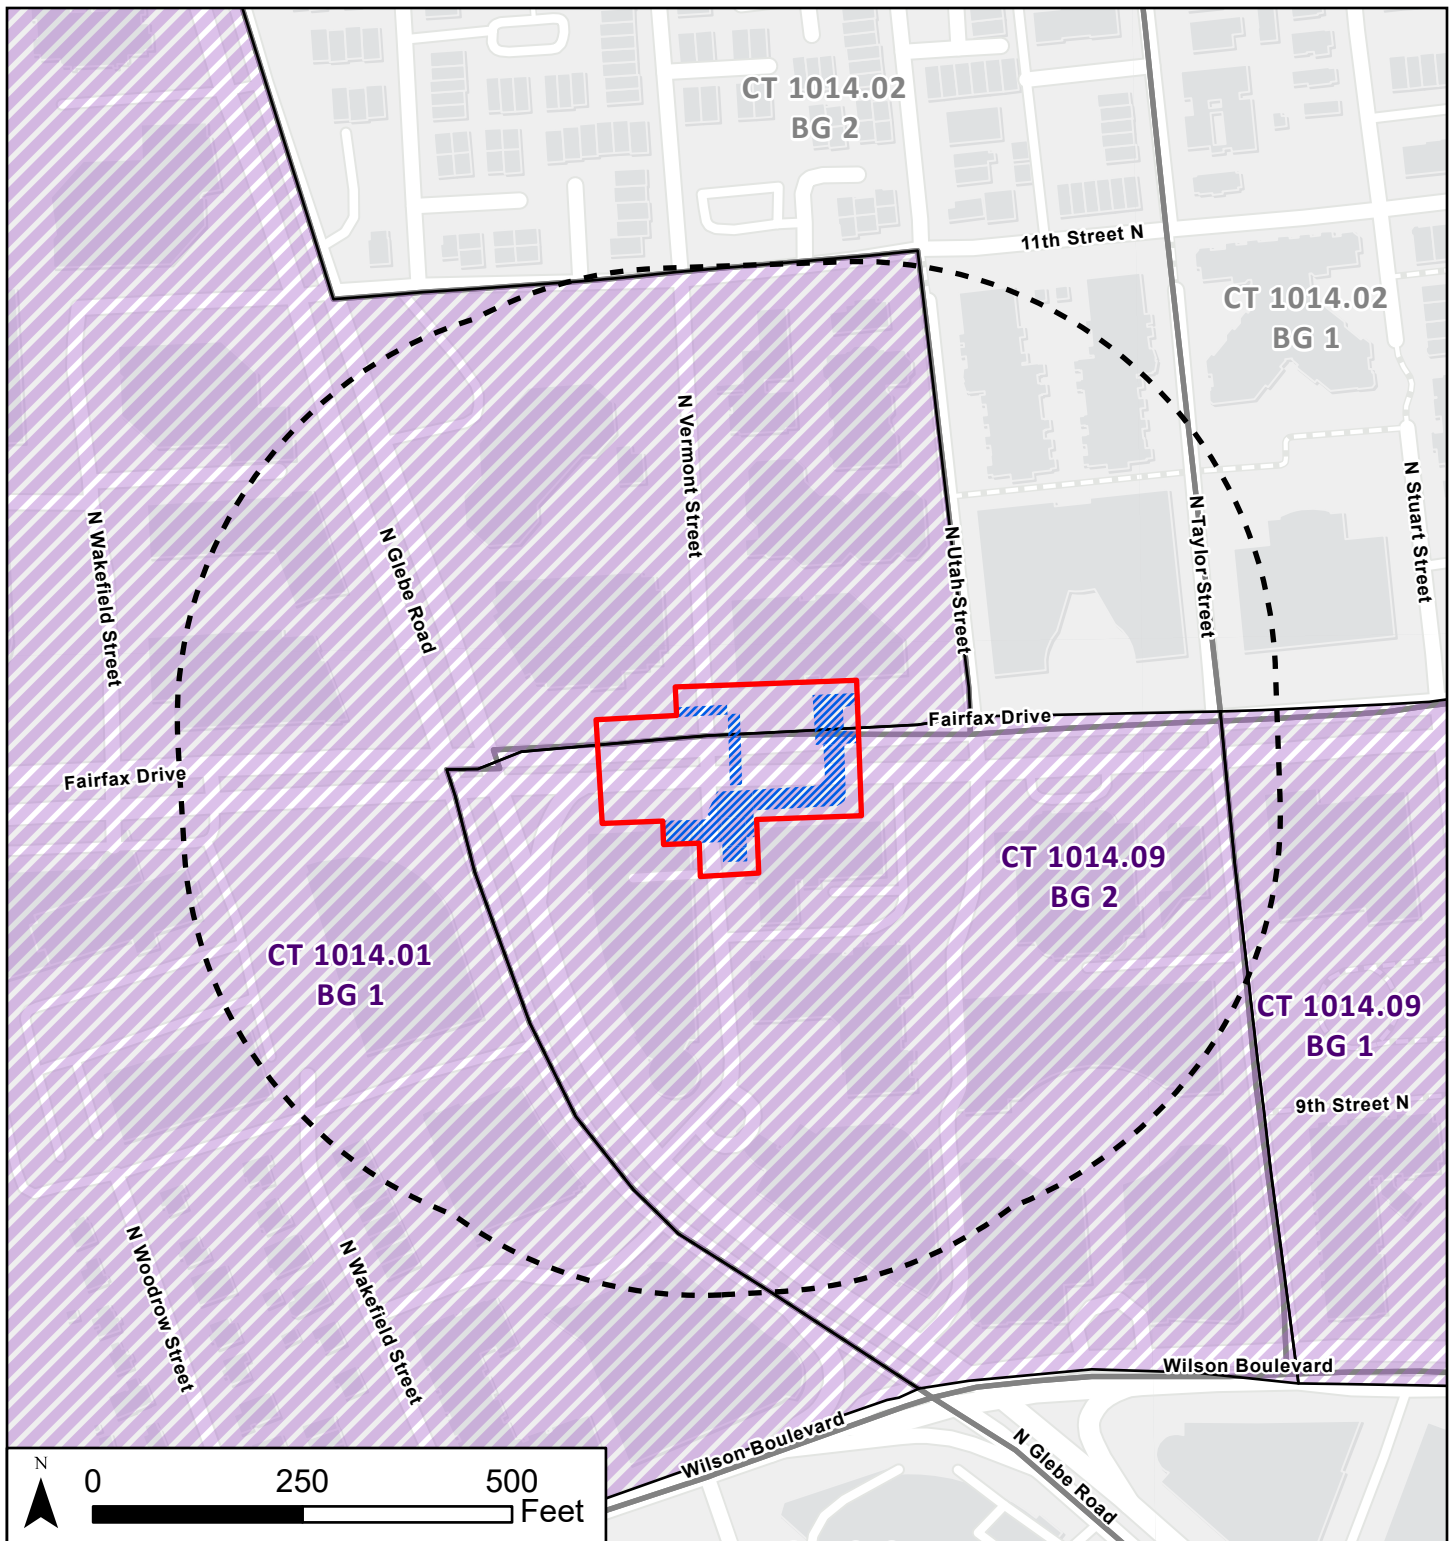 CT 1014.02
BG 2
11th Street N
CT 1014.02
BG 1
N Vermont Street
N Stuart Street
N Wakefield Street
N Glebe Road
N Utah Street
N Taylor Street
Fairfax Drive
Fairfax Drive
CT 1014.09
BG 2
CT 1014.01
BG 1
CT 1014.09
BG 1
9th Street N
N Woodrow Street
N Wakefield Street
Wilson Boulevard
Wilson Boulevard
N Glebe Road
N
0 250 500
Feet